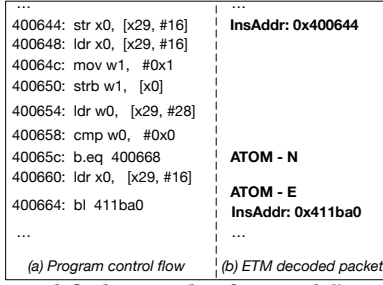 ... ...
400644: str x0, [x29, #16] InsAddr: 0x400644
400648: ldr x0, [x29, #16]
40064c: mov w1, #0x1
400650: strb w1, [x0]
400654: ldr w0, [x29, #28]
400658: cmp w0, #0x0
40065c: b.eq 400668 ATOM - N
400660: ldr x0, [x29, #16]
ATOM - E
400664: bl 411ba0
InsAddr: 0x411ba0
... ...
(a) Program control flow (b) ETM decoded packet